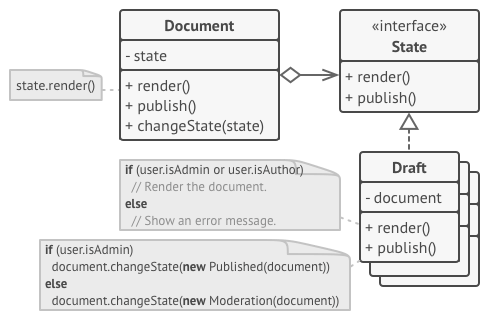 Document
- state
+ render()
+ publish()
+ changeState(state)
«interface»
State
+ render()
+ publish()
state.render()
Draft
- document
+ render()
+ publish()
if (user.isAdmin or user.isAuthor)
// Render the document.
else
// Show an error message.
if (user.isAdmin)
document.changeState(new Published(document))
else
document.changeState(new Moderation(document))